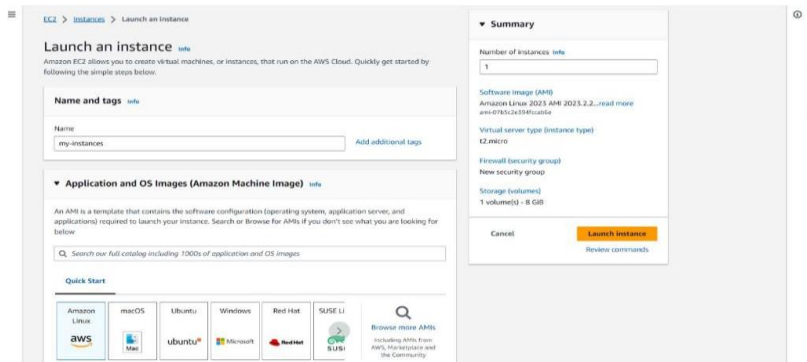 EC2 > Instances > Launch an instance
Launch an instance Info
Amazon EC2 allows you to create virtual machines, or instances, that run on the AWS Cloud. Quickly get started by
following the simple steps below.
Name and tags Info
Name
my-instances
Add additional tags
Application and OS Images (Amazon Machine Image) Info
An AMI is a template that contains the software configuration (operating system, application server, and
applications) required to launch your instance. Search or Browse for AMIs if you don't see what you are looking for
below
Search our full catalog including 1000s of application and OS images
Quick Start
Amazon
Linux
aws
macOS
Mac
Ubuntu
ubuntu
Windows
Microsoft
Red Hat
Red Hat
SUSE Li
SUS
Browse more AMIs
Including AMIs from
AWS, Marketplace and
the Community
Summary
Number of instances Info
1
Software Image (AMI)
Amazon Linux 2023 AMI 2023.2.2...read more
Virtual server type (instance type)
t2.micro
Firewall (security group)
New security group
Storage (volumes)
1 volume(s) - 8 GiB
Cancel
Launch instance
Review commands